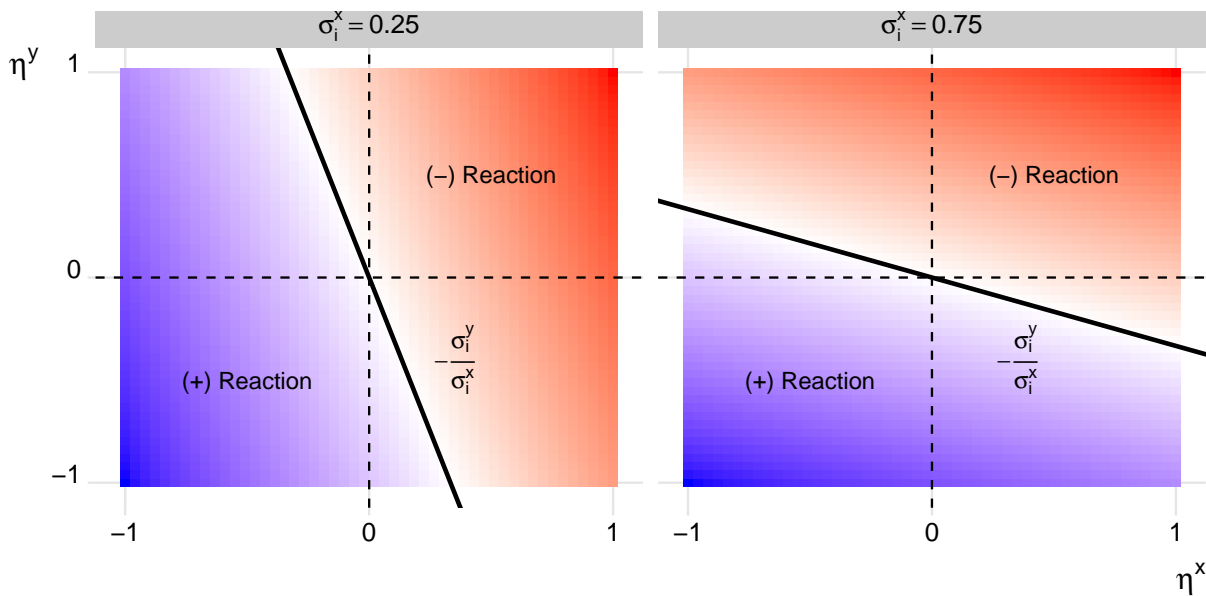 σᵢˣ = 0.25
σᵢˣ = 0.75
ηʸ
1
0
−1
(−) Reaction
(−) Reaction
(+) Reaction
(+) Reaction
−σᵢʸ/σᵢˣ
−σᵢʸ/σᵢˣ
−1
0
1
−1
0
1
ηˣ